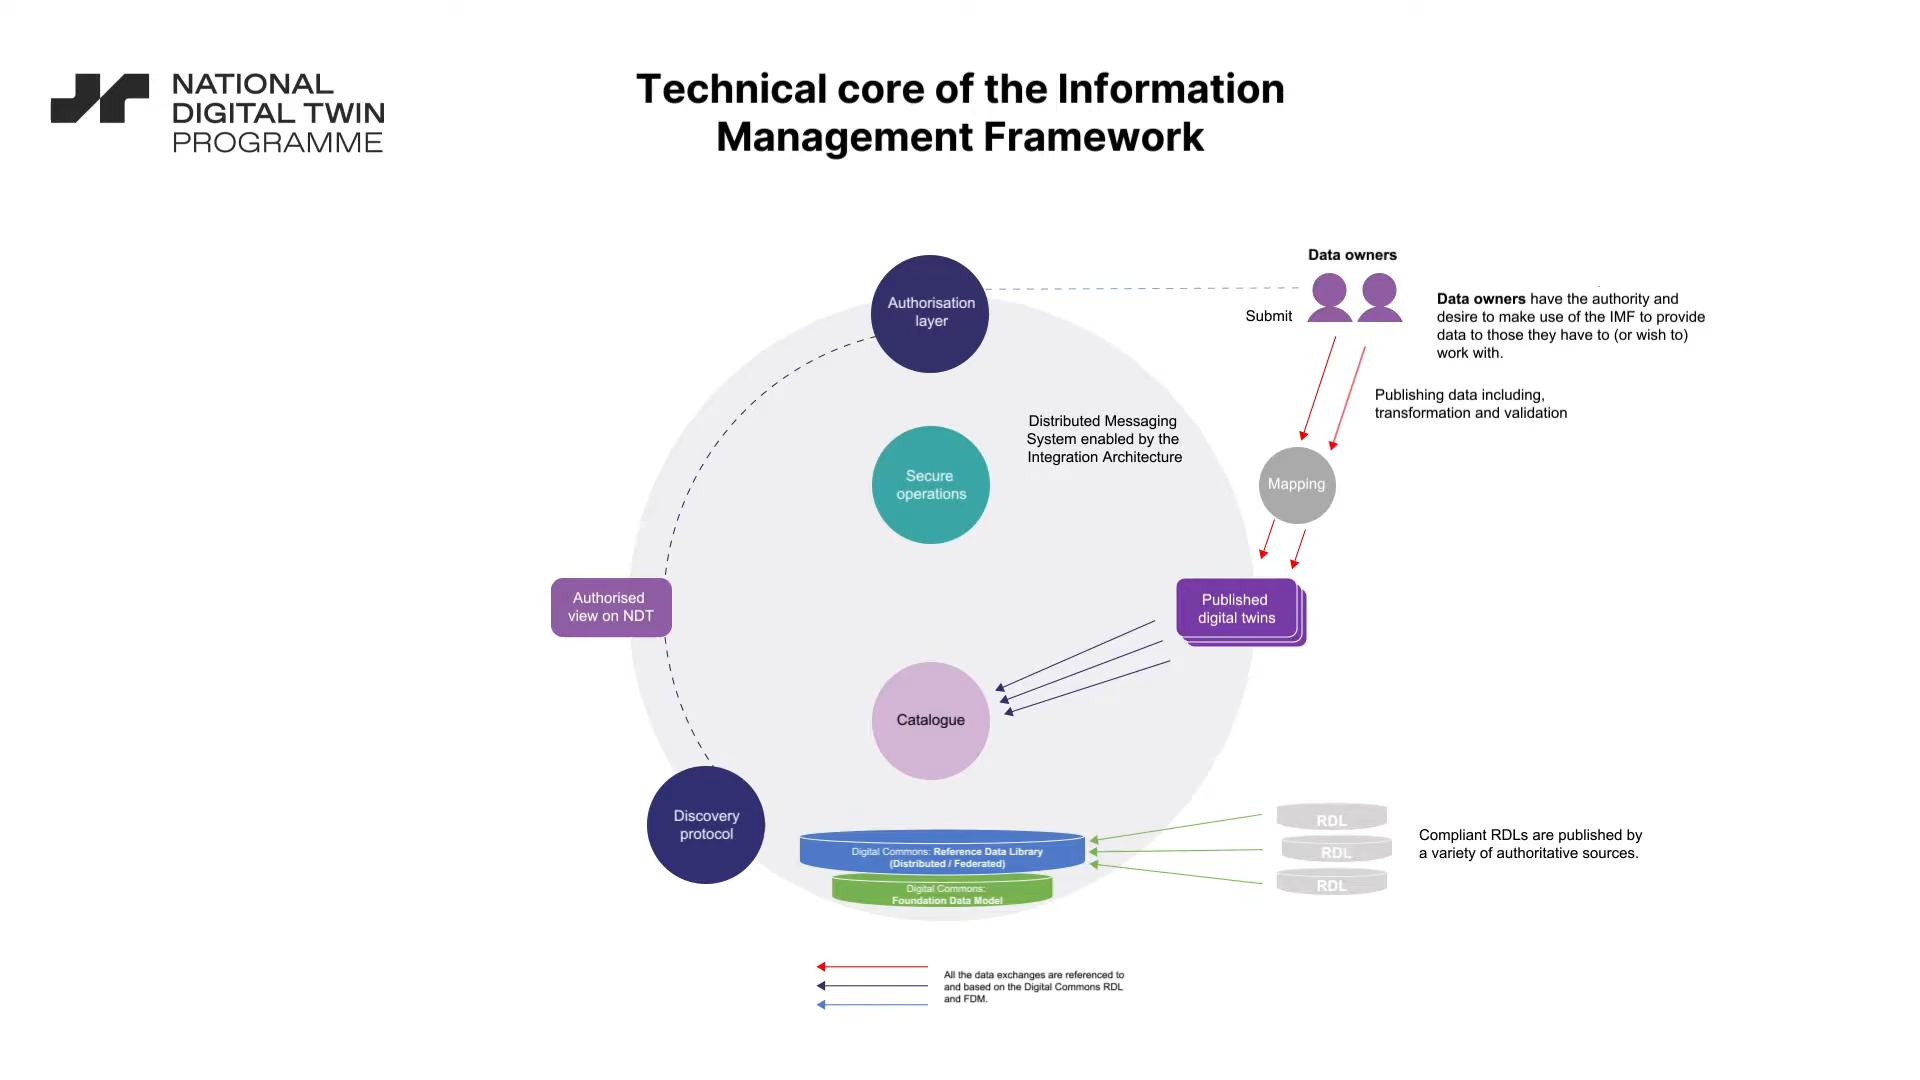 NATIONAL
DIGITAL TWIN
PROGRAMME
Technical core of the Information
Management Framework
Data owners
Authorisation
layer
Submit
Data owners have the authority and
desire to make use of the IMF to provide
data to those they have to (or wish to)
work with.
Publishing data including,
transformation and validation
Distributed Messaging
System enabled by the
Integration Architecture
Secure
operations
Mapping
Authorised
view on NDT
Published
digital twins
Catalogue
Discovery
protocol
RDL
RDL
RDL
Compliant RDLs are published by
a variety of authoritative sources.
Digital Commons: Reference Data Library
(Distributed / Federated)
Digital Commons:
Foundation Data Model
All the data exchanges are referenced to
and based on the Digital Commons RDL
and FDM.